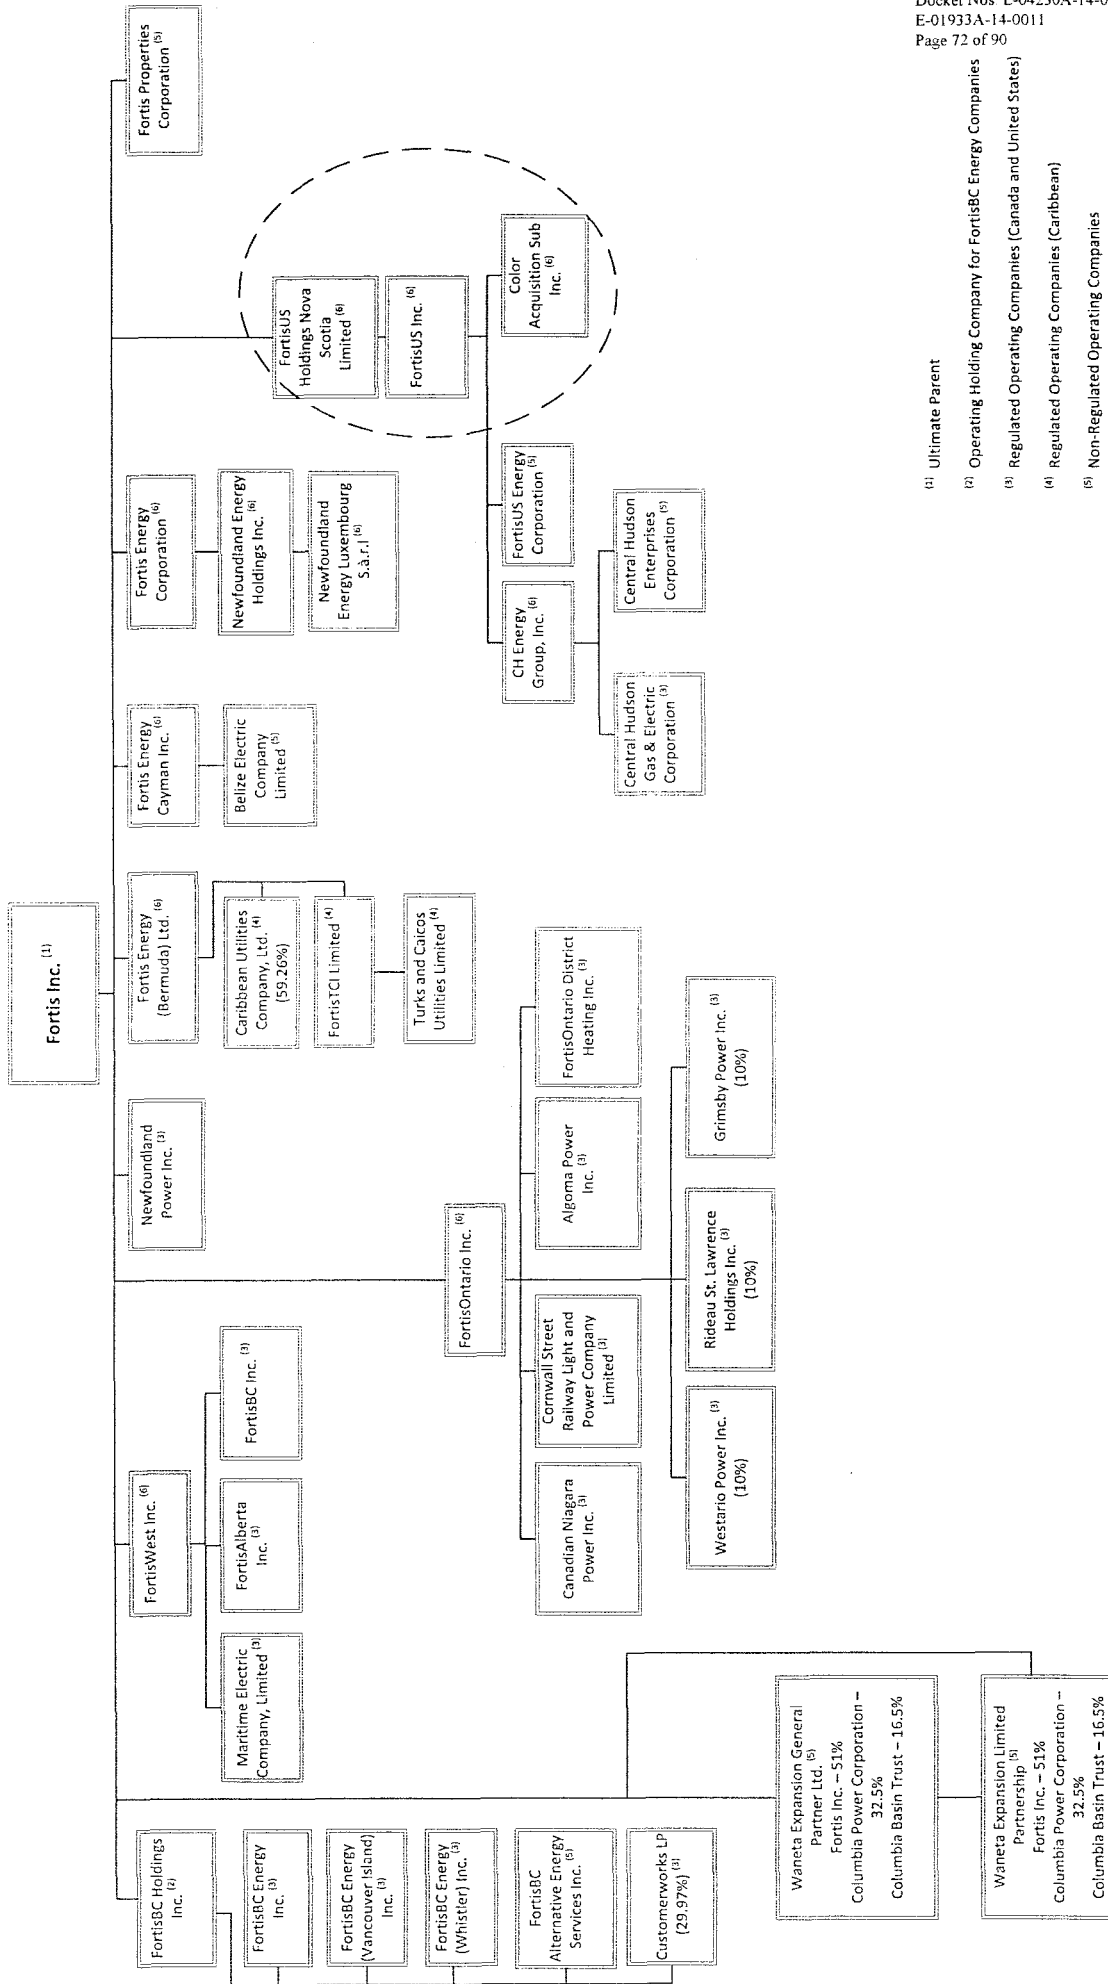 Docket Nos. E-04230A-14-0
E-01933A-14-0011
Page 72 of 90
Fortis Inc. (1)
FortisBC Holdings
Inc. (2)
FortisBC Energy
Inc. (3)
FortisBC Energy
(Vancouver Island)
Inc. (3)
FortisBC Energy
(Whistler) Inc. (3)
FortisBC
Alternative Energy
Services Inc. (5)
Customerworks LP
(29.97%) (3)
Waneta Expansion General
Partner Ltd. (5)
Fortis Inc. – 51%
Columbia Power Corporation –
32.5%
Columbia Basin Trust – 16.5%
Waneta Expansion Limited
Partnership (5)
Fortis Inc. – 51%
Columbia Power Corporation –
32.5%
Columbia Basin Trust – 16.5%
FortisWest Inc. (6)
Maritime Electric
Company, Limited (3)
FortisAlberta
Inc. (3)
FortisBC Inc. (3)
FortisOntario Inc. (6)
Canadian Niagara
Power Inc. (3)
Cornwall Street
Railway Light and
Power Company
Limited (3)
Algoma Power
Inc. (3)
FortisOntario District
Heating Inc. (3)
Westario Power Inc. (3)
(10%)
Rideau St. Lawrence
Holdings Inc. (3)
(10%)
Grimsby Power Inc. (3)
(10%)
Newfoundland
Power Inc. (3)
Fortis Energy
(Bermuda) Ltd. (6)
Caribbean Utilities
Company, Ltd. (4)
(59.26%)
FortisTCI Limited (4)
Turks and Caicos
Utilities Limited (4)
Fortis Energy
Cayman Inc. (6)
Belize Electric
Company
Limited (5)
Fortis Energy
Corporation (6)
Newfoundland Energy
Holdings Inc. (6)
Newfoundland
Energy Luxembourg
S.à.r.l (6)
FortisUS
Holdings Nova
Scotia
Limited (6)
FortisUS Inc. (6)
CH Energy
Group, Inc. (6)
FortisUS Energy
Corporation (5)
Color
Acquisition Sub
Inc. (6)
Central Hudson
Gas & Electric
Corporation (3)
Central Hudson
Enterprises
Corporation (5)
Fortis Properties
Corporation (5)
(1) Ultimate Parent
(2) Operating Holding Company for FortisBC Energy Companies
(3) Regulated Operating Companies (Canada and United States)
(4) Regulated Operating Companies (Caribbean)
(5) Non-Regulated Operating Companies